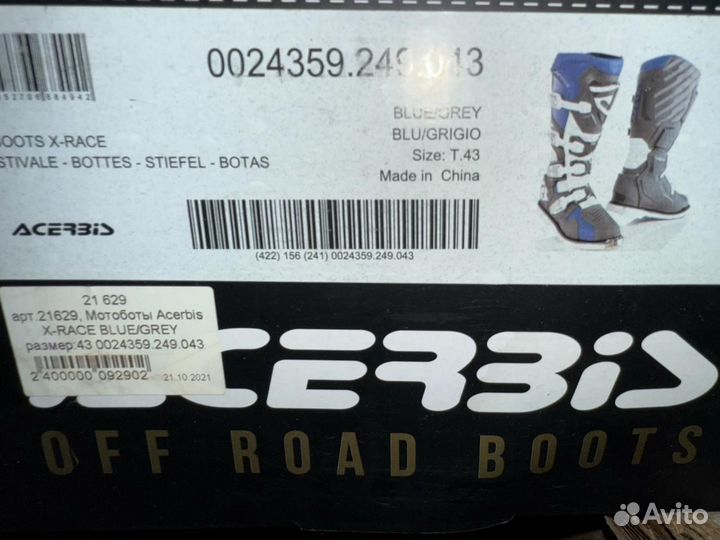 0024359.249.043
BLUE/GREY
BLU/GRIGIO
Size: T.43
Made in China
BOOTS X-RACE
STIVALE - BOTTES - STIEFEL - BOTAS
ACERBIS
(422) 156 (241) 0024359.249.043
21 629
арт.21629, Мотоботы Acerbis
X-RACE BLUE/GREY
размер:43 0024359.249.043
2 400000 092902
21.10.2021
ACERBIS
OFF ROAD BOOTS
Avito